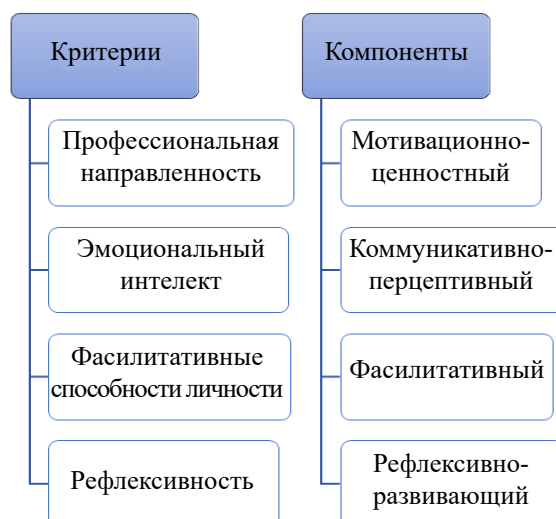 Критерии
Профессиональная
направленность
Эмоциональный
интелект
Фасилитативные
способности личности
Рефлексивность
Компоненты
Мотивационно-
ценностный
Коммуникативно-
перцептивный
Фасилитативный
Рефлексивно-
развивающий